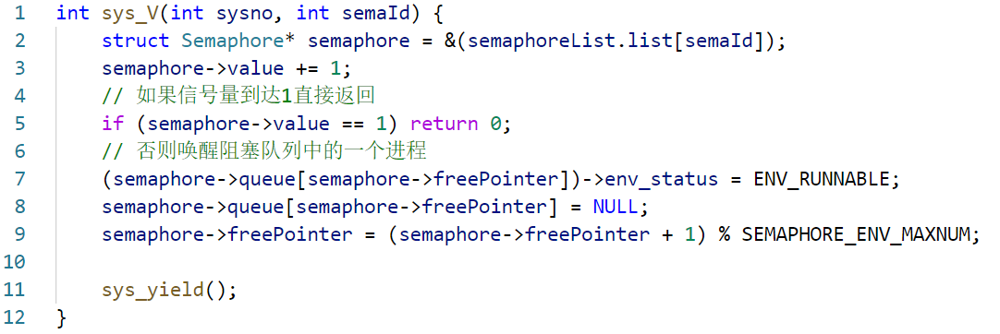 1 int sys_V(int sysno, int semaId) {
2     struct Semaphore* semaphore = &(semaphoreList.list[semaId]);
3     semaphore->value += 1;
4     // 如果信号量到达1直接返回
5     if (semaphore->value == 1) return 0;
6     // 否则唤醒阻塞队列中的一个进程
7     (semaphore->queue[semaphore->freePointer])->env_status = ENV_RUNNABLE;
8     semaphore->queue[semaphore->freePointer] = NULL;
9     semaphore->freePointer = (semaphore->freePointer + 1) % SEMAPHORE_ENV_MAXNUM;
10
11     sys_yield();
12 }